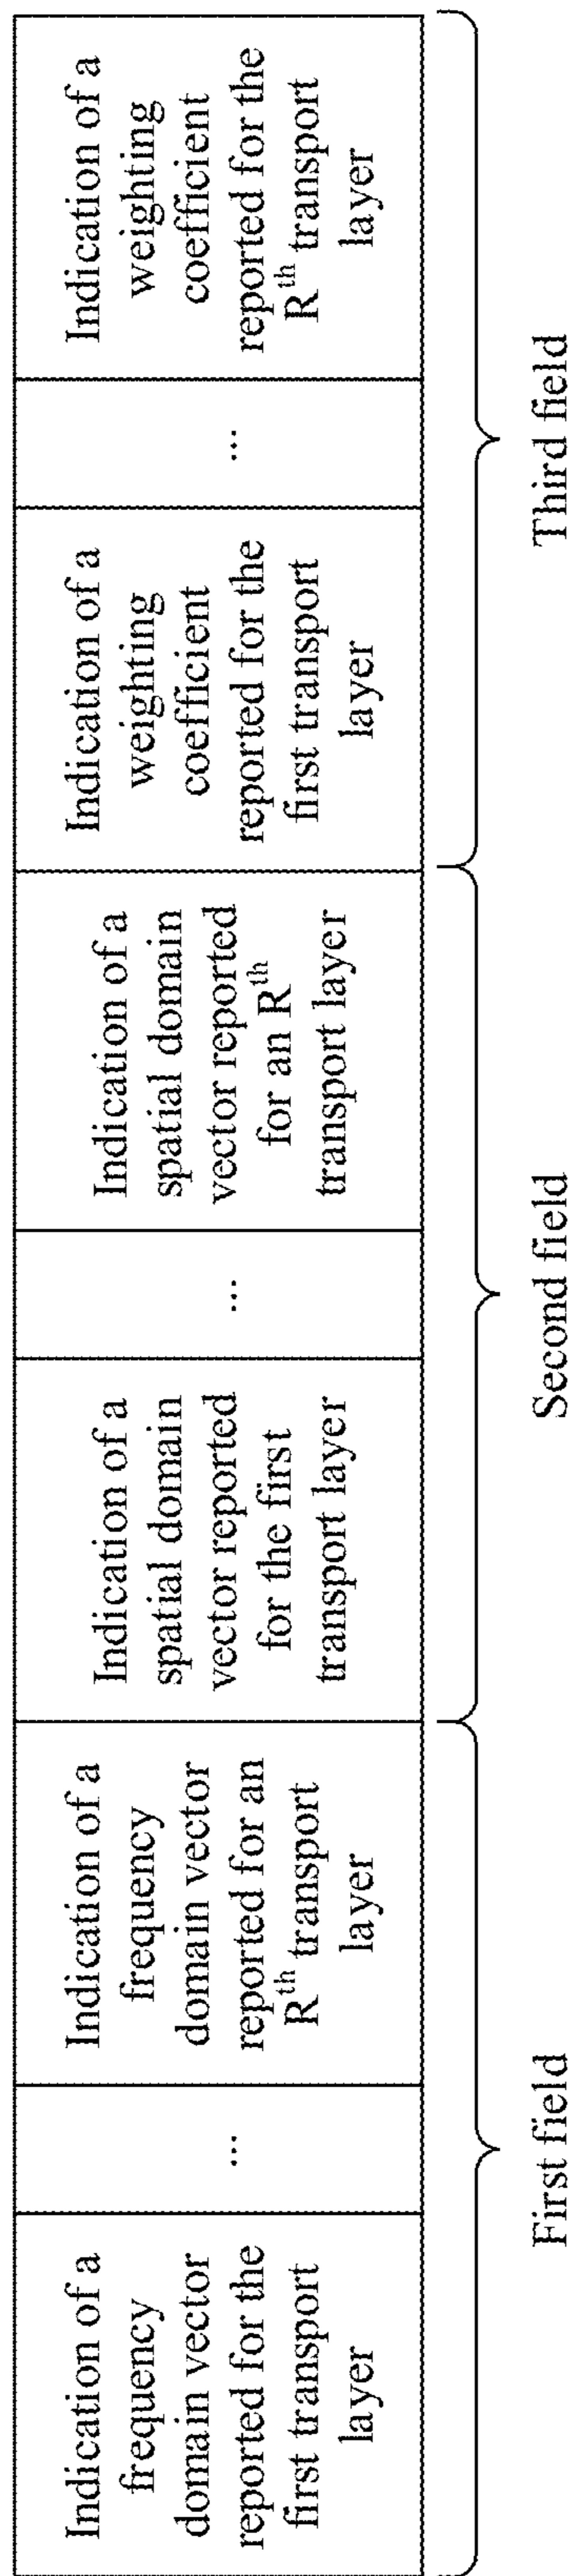 Indication of a
frequency
domain vector
reported for the
first transport
layer
...
Indication of a
frequency
domain vector
reported for an
Rth transport
layer
Indication of a
spatial domain
vector reported
for the first
transport layer
...
Indication of a
spatial domain
vector reported
for an Rth
transport layer
Indication of a
weighting
coefficient
reported for the
first transport
layer
...
Indication of a
weighting
coefficient
reported for the
Rth transport
layer
First field
Second field
Third field